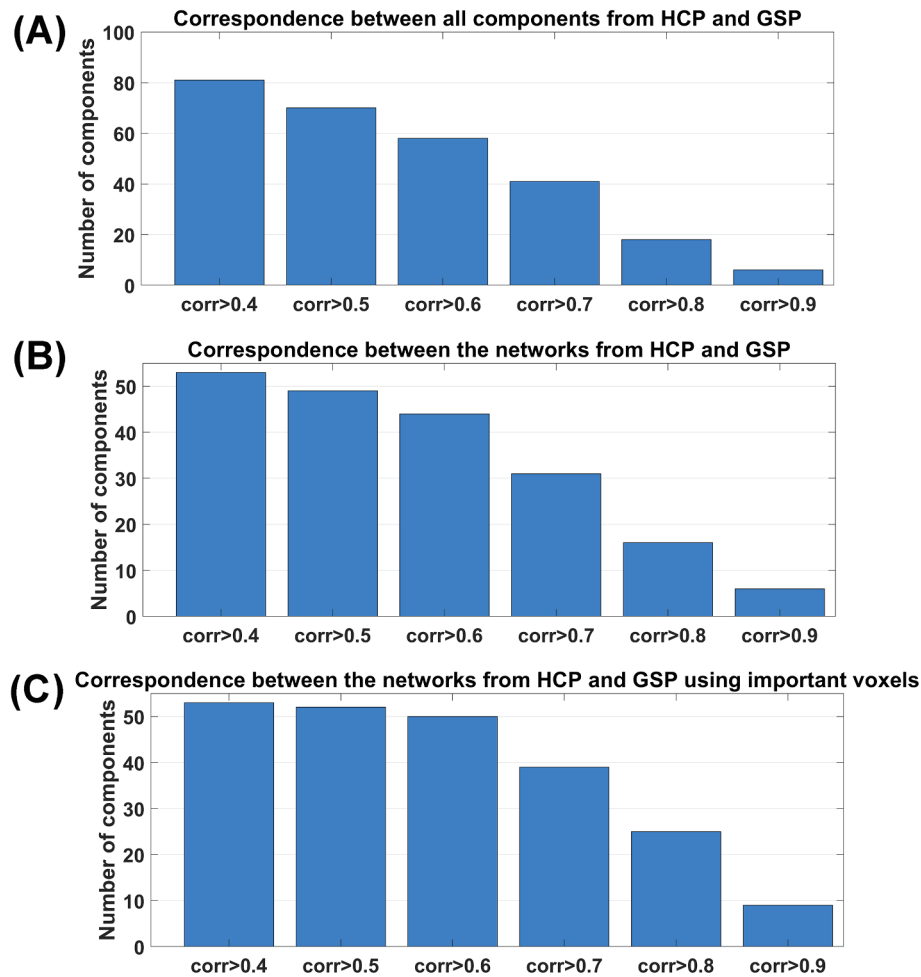 (A)
Correspondence between all components from HCP and GSP
Number of components
100
80
60
40
20
0
corr>0.4 corr>0.5 corr>0.6 corr>0.7 corr>0.8 corr>0.9
(B)
Correspondence between the networks from HCP and GSP
Number of components
50
40
30
20
10
0
corr>0.4 corr>0.5 corr>0.6 corr>0.7 corr>0.8 corr>0.9
(C)
Correspondence between the networks from HCP and GSP using important voxels
Number of components
50
40
30
20
10
0
corr>0.4 corr>0.5 corr>0.6 corr>0.7 corr>0.8 corr>0.9